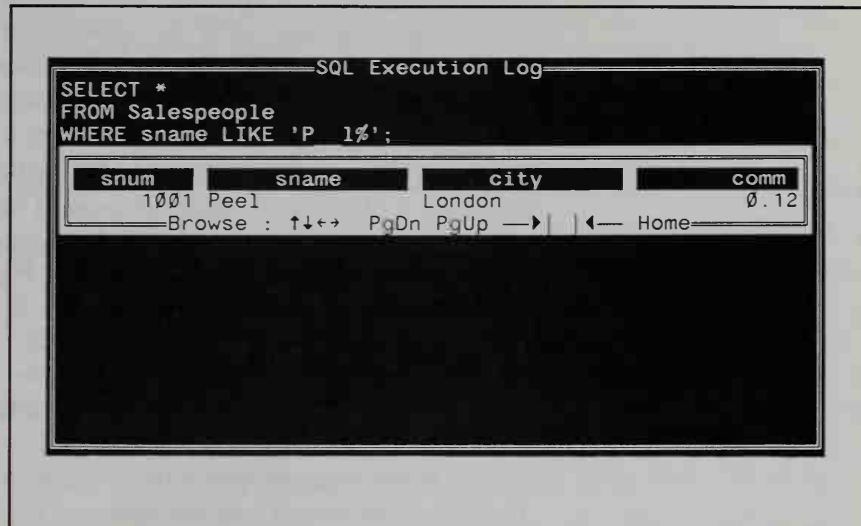 SQL Execution Log
SELECT *
FROM Salespeople
WHERE sname LIKE 'P  l%';
snum sname city comm
1001 Peel London 0.12
Browse : ↑↓←→ PgDn PgUp —►| |◄— Home